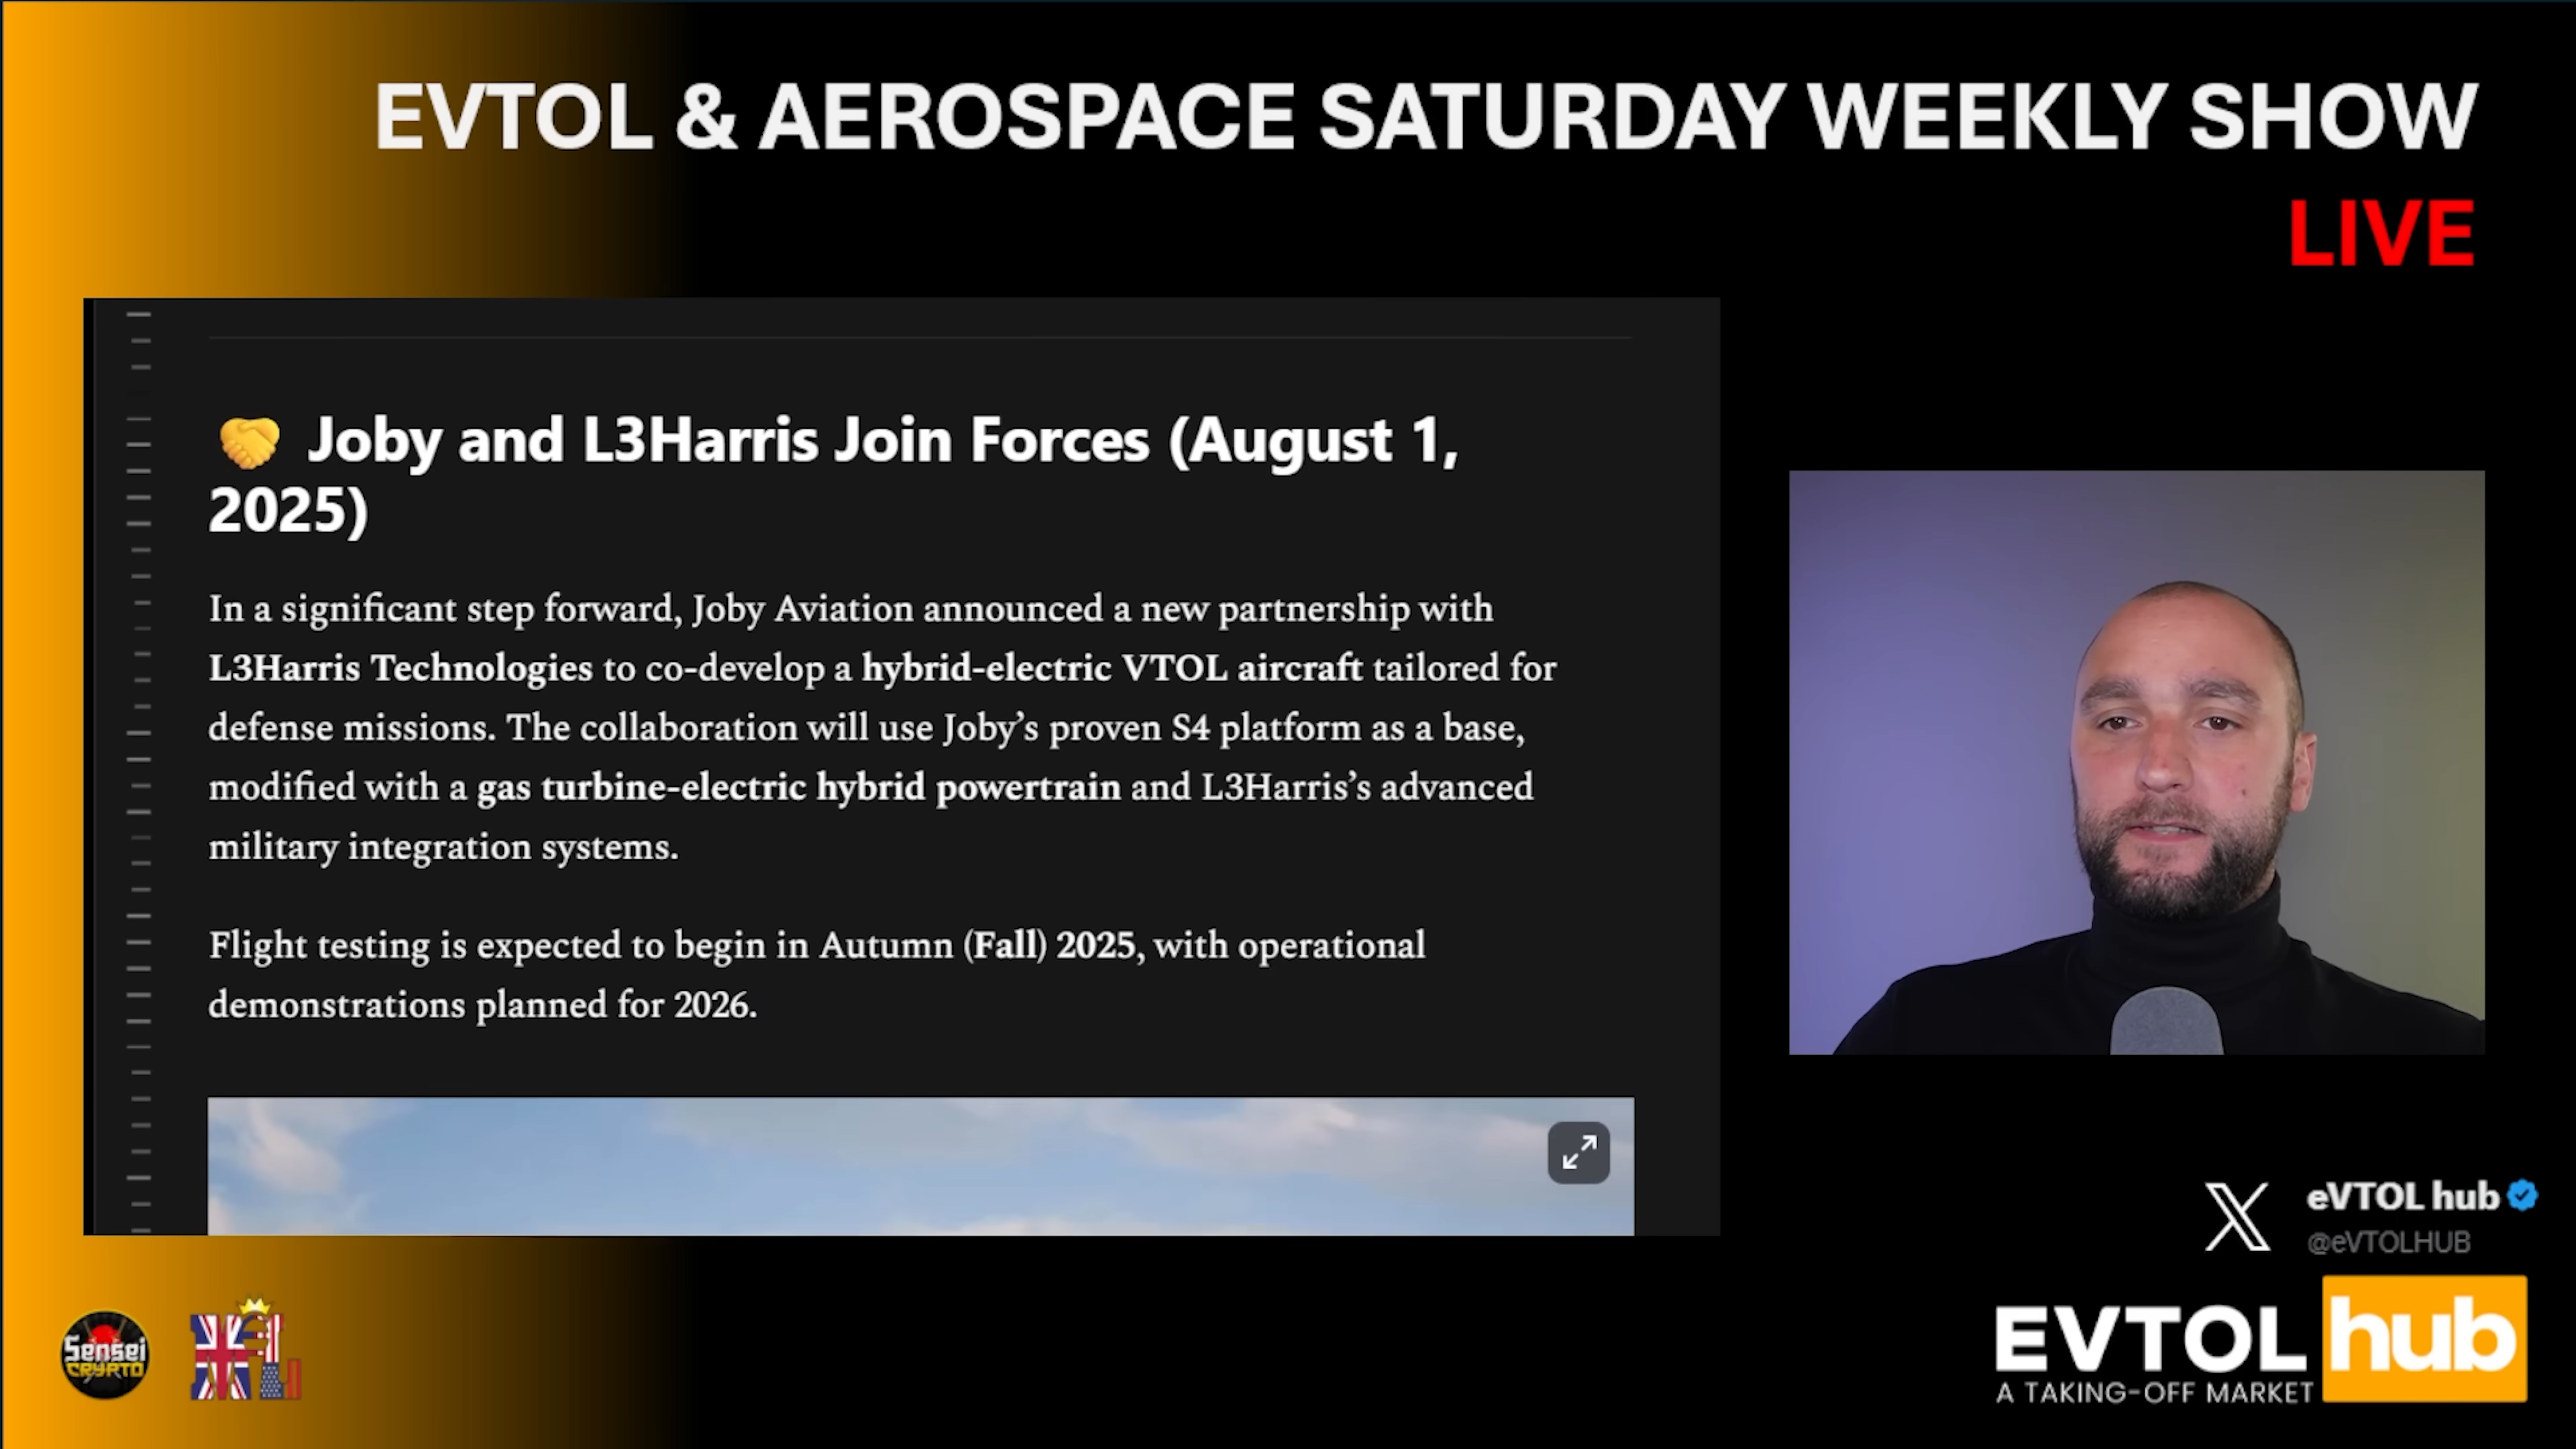 EVTOL & AEROSPACE SATURDAY WEEKLY SHOW
LIVE
Joby and L3Harris Join Forces (August 1,
2025)
In a significant step forward, Joby Aviation announced a new partnership with
L3Harris Technologies to co-develop a hybrid-electric VTOL aircraft tailored for
defense missions. The collaboration will use Joby’s proven S4 platform as a base,
modified with a gas turbine-electric hybrid powertrain and L3Harris’s advanced
military integration systems.
Flight testing is expected to begin in Autumn (Fall) 2025, with operational
demonstrations planned for 2026.
eVTOL hub
@eVTOLHUB
Sensei
CRYPTO
EVTOL hub
A TAKING-OFF MARKET